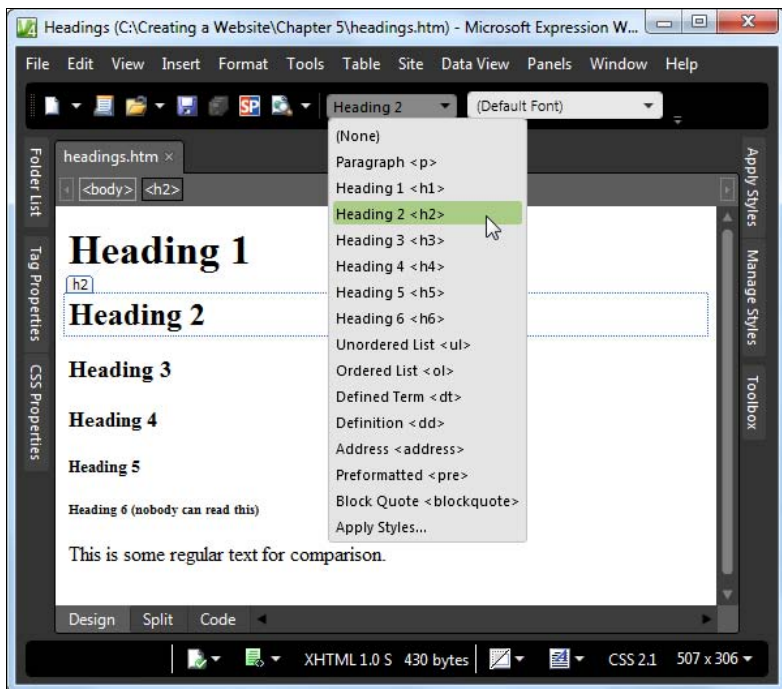 Headings (C:\Creating a Website\Chapter 5\headings.htm) - Microsoft Expression W...
File Edit View Insert Format Tools Table Site Data View Panels Window Help
SP Heading 2 (Default Font)
(None)
Paragraph <p>
Heading 1 <h1>
Heading 2 <h2>
Heading 3 <h3>
Heading 4 <h4>
Heading 5 <h5>
Heading 6 <h6>
Unordered List <ul>
Ordered List <ol>
Defined Term <dt>
Definition <dd>
Address <address>
Preformatted <pre>
Block Quote <blockquote>
Apply Styles...
headings.htm ×
<body> <h2>
Folder List
Tag Properties
CSS Properties
Heading 1
h2
Heading 2
Heading 3
Heading 4
Heading 5
Heading 6 (nobody can read this)
This is some regular text for comparison.
Apply Styles
Manage Styles
Toolbox
Design Split Code
XHTML 1.0 S 430 bytes CSS 2.1 507 x 306